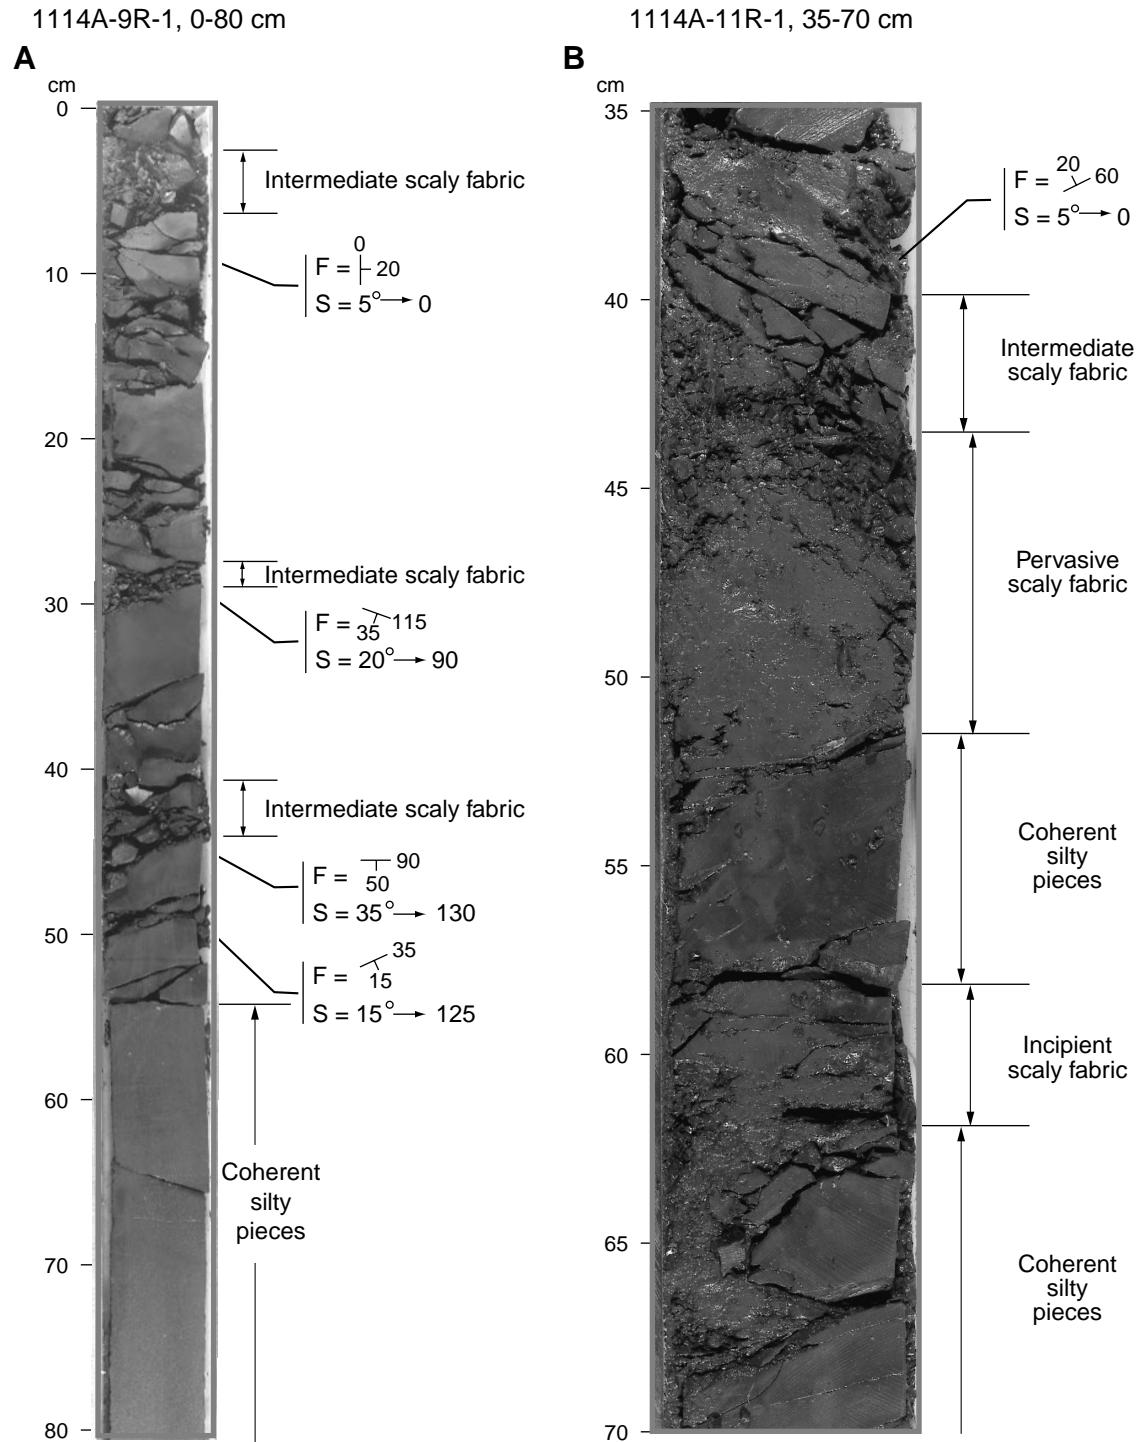 1114A-9R-1, 0-80 cm
A
cm
0
Intermediate scaly fabric
0
F = 20
10
S = 5° 0
20
Intermediate scaly fabric
30
F = 35 115
S = 20° 90
40
Intermediate scaly fabric
F = 90
50
S = 35° 130
50
F = 35
15
S = 15° 125
60
Coherent
silty
pieces
70
80
1114A-11R-1, 35-70 cm
B
cm
35
20
F = 60
S = 5° 0
40
Intermediate
scaly fabric
45
Pervasive
scaly fabric
50
Coherent
silty
pieces
55
Incipient
scaly fabric
60
65
Coherent
silty
pieces
70